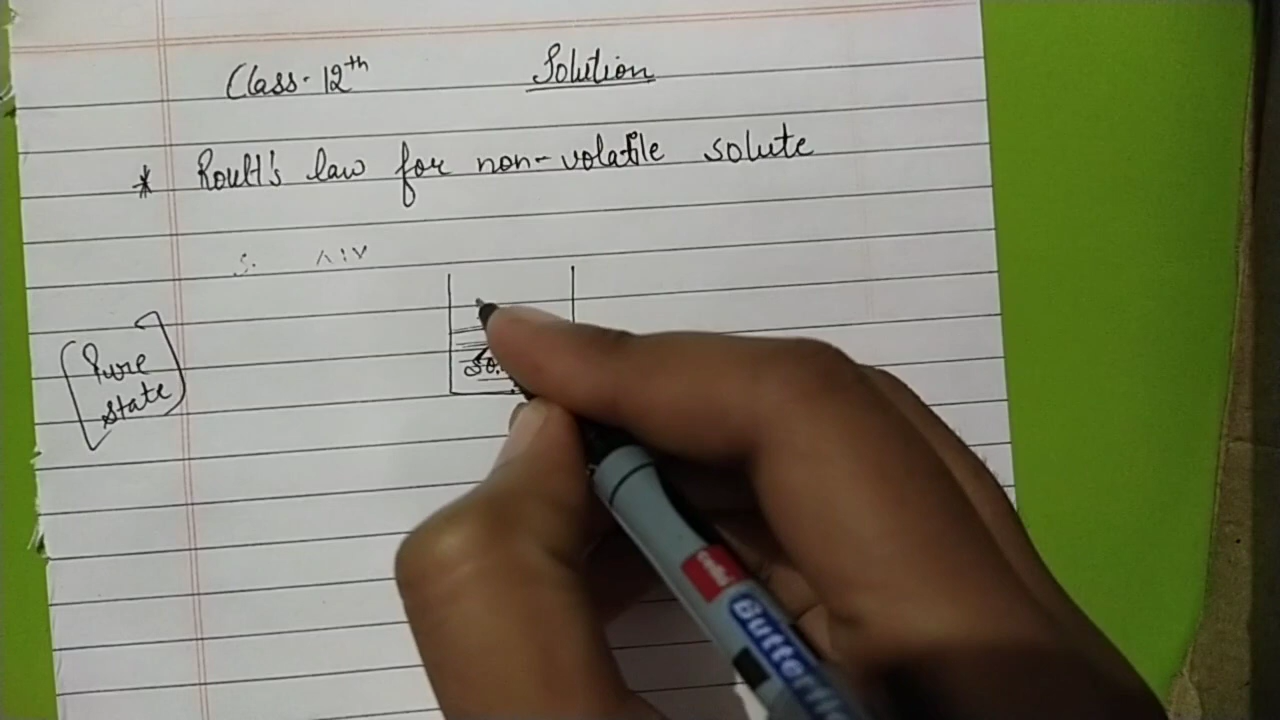 Class. 12th Solution
* Roult's law for non-volatile solute
Pure
state
Butterflo